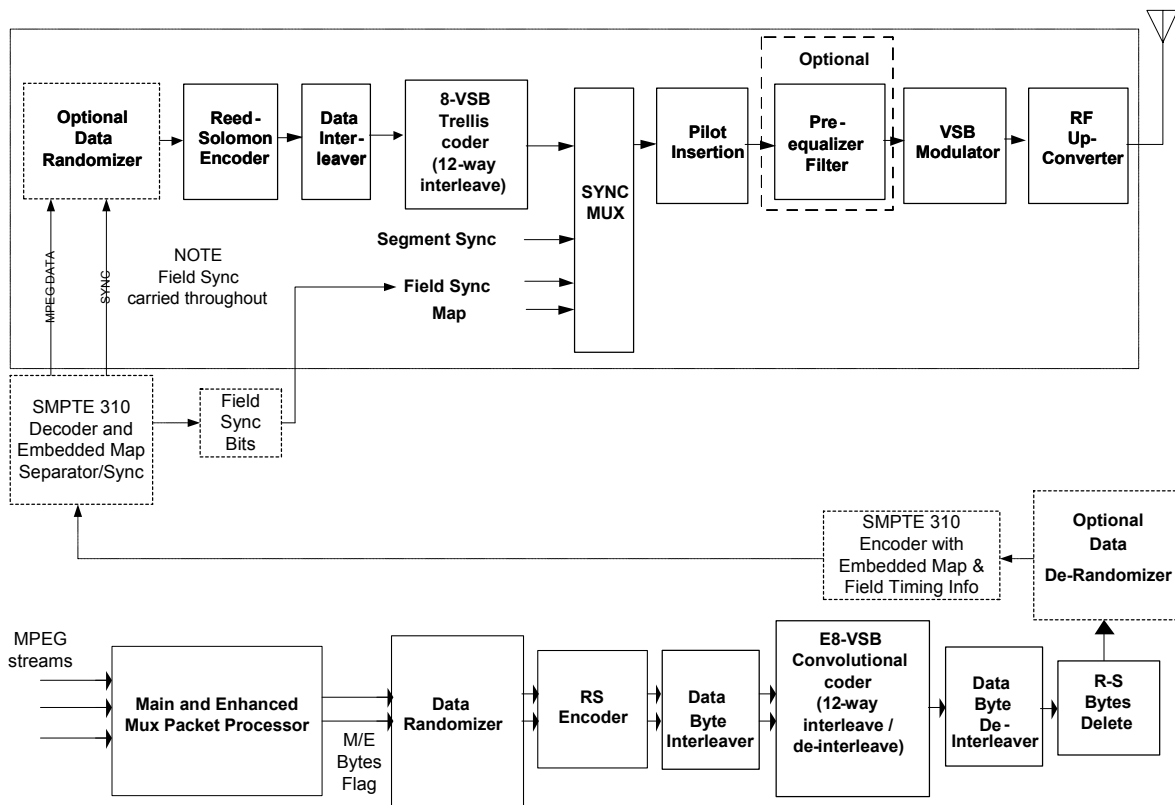 Optional
Optional
Data
Randomizer
Reed-
Solomon
Encoder
Data
Inter-
leaver
8-VSB
Trellis
coder
(12-way
interleave)
SYNC
MUX
Pilot
Insertion
Pre-
equalizer
Filter
VSB
Modulator
RF
Up-
Converter
Segment Sync
Field Sync
Map
MPEG DATA
SYNC
NOTE
Field Sync
carried throughout
SMPTE 310
Decoder and
Embedded Map
Separator/Sync
Field
Sync
Bits
SMPTE 310
Encoder with
Embedded Map &
Field Timing Info
Optional
Data
De-Randomizer
MPEG
streams
Main and Enhanced
Mux Packet Processor
M/E
Bytes
Flag
Data
Randomizer
RS
Encoder
Data
Byte
Interleaver
E8-VSB
Convolutional
coder
(12-way
interleave /
de-interleave)
Data
Byte
De-
Interleaver
R-S
Bytes
Delete